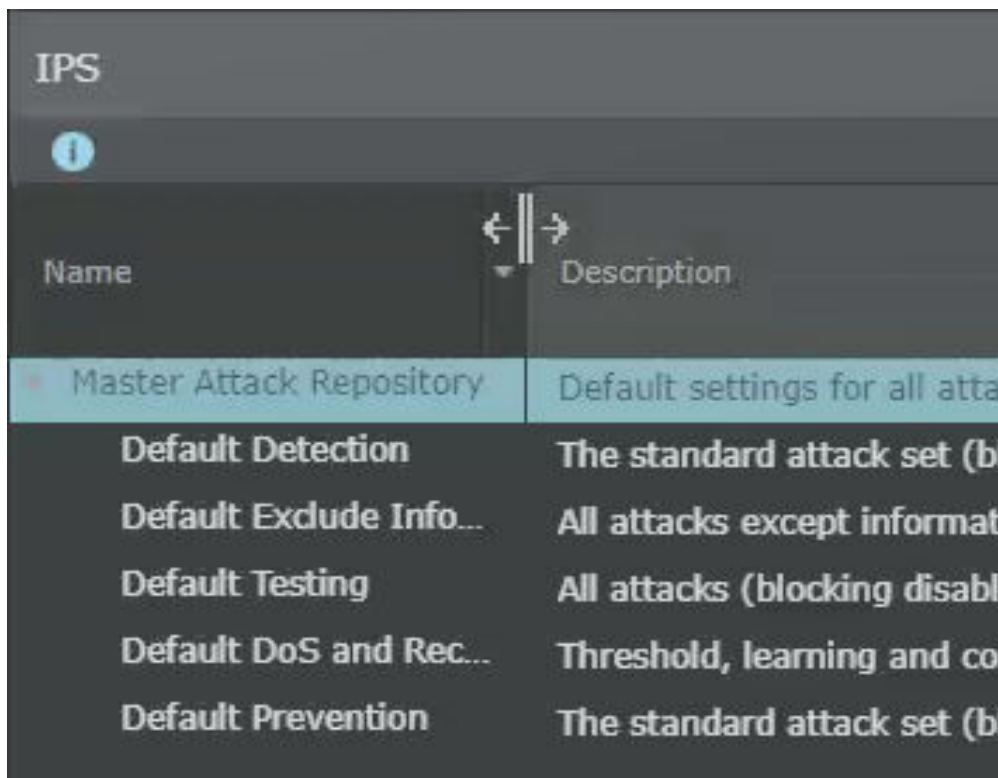 IPS
i
Name Description
Master Attack Repository Default settings for all atta
Default Detection The standard attack set (b
Default Exclude Info... All attacks except informat
Default Testing All attacks (blocking disabl
Default DoS and Rec... Threshold, learning and co
Default Prevention The standard attack set (b